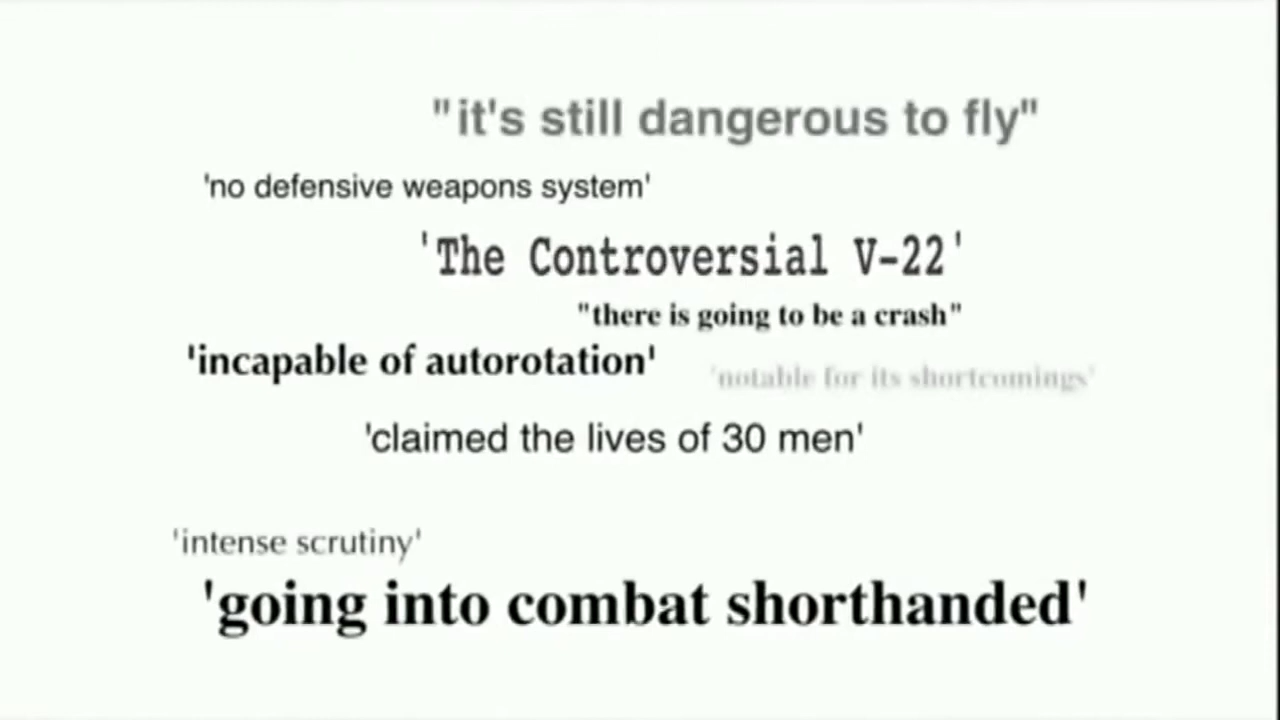 "it's still dangerous to fly"
'no defensive weapons system'
'The Controversial V-22'
"there is going to be a crash"
'incapable of autorotation'
'notable for its shortcomings'
'claimed the lives of 30 men'
'intense scrutiny'
'going into combat shorthanded'